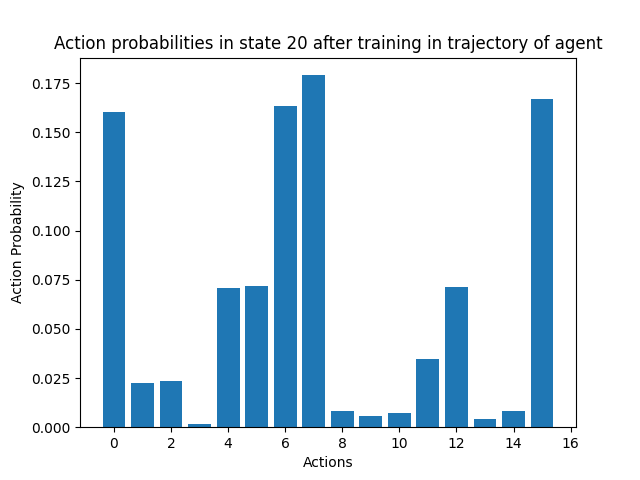 Action probabilities in state 20 after training in trajectory of agent
0.175
0.150
0.125
0.100
0.075
0.050
0.025
0.000
Action Probability
0 2 4 6 8 10 12 14 16
Actions